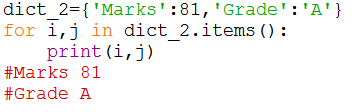 dict_2={'Marks':81,'Grade':'A'}
for i,j in dict_2.items():
    print(i,j)
#Marks 81
#Grade A